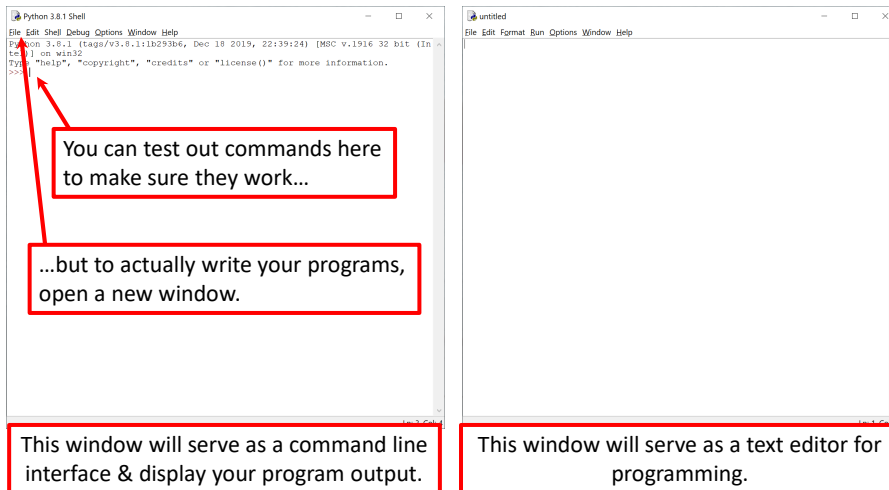 Python 3.8.1 Shell
File Edit Shell Debug Options Window Help
3.8.1 (tags/v3.8.1:1b293b6, Dec 18 2019, 22:39:24) [MSC v.1916 32 bit (In
on win32
"help", "copyright", "credits" or "license()" for more information.
>>>
You can test out commands here
to make sure they work…
…but to actually write your programs,
open a new window.
This window will serve as a command line
interface & display your program output.
untitled
File Edit Format Run Options Window Help
This window will serve as a text editor for
programming.